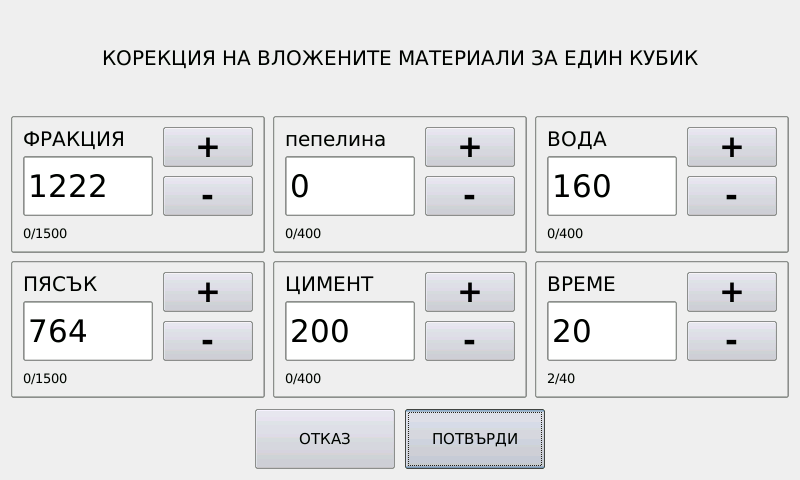 КОРЕКЦИЯ НА ВЛОЖЕНИТЕ МАТЕРИАЛИ ЗА ЕДИН КУБИК
ФРАКЦИЯ
+
1222
-
0/1500
пепелина
+
0
-
0/400
ВОДА
+
160
-
0/400
ПЯСЪК
+
764
-
0/1500
ЦИМЕНТ
+
200
-
0/400
ВРЕМЕ
+
20
-
2/40
ОТКАЗ
ПОТВЪРДИ